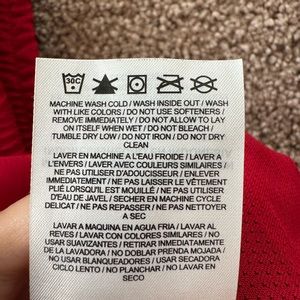 30C
MACHINE WASH COLD / WASH INSIDE OUT / WASH
WITH LIKE COLORS / DO NOT USE SOFTENERS /
REMOVE IMMEDIATELY / DO NOT ALLOW TO LAY
ON ITSELF WHEN WET / DO NOT BLEACH /
TUMBLE DRY LOW / DO NOT IRON / DO NOT DRY
CLEAN
LAVER EN MACHINE A L'EAU FROIDE / LAVER A
L'ENVERS / LAVER AVEC COULEURS SIMILAIRES /
NE PAS UTILISER D'ADOUCISSEUR / ENLEVER
IMMÉDIATEMENT / NE PAS LAISSER LE VÊTEMENT
PLIÉ LORSQU'IL EST MOUILLÉ / NE PAS UTILISER
D'EAU DE JAVEL / SECHER EN MACHINE CYCLE
DELICAT / NE PAS REPASSER / NE PAS NETTOYER
A SEC
LAVAR A MAQUINA EN AGUA FRIA / LAVAR AL
REVES / LAVAR CON COLORES SIMILARES / NO
USAR SUAVIZANTES / RETIRAR INMEDIATAMENTE
DE LA LAVADORA / NO DOBLAR PRENDA MOJADA
/ NO USAR BLANQUEADORES / USAR SECADORA
CICLO LENTO / NO PLANCHAR / NO LAVAR EN
SECO